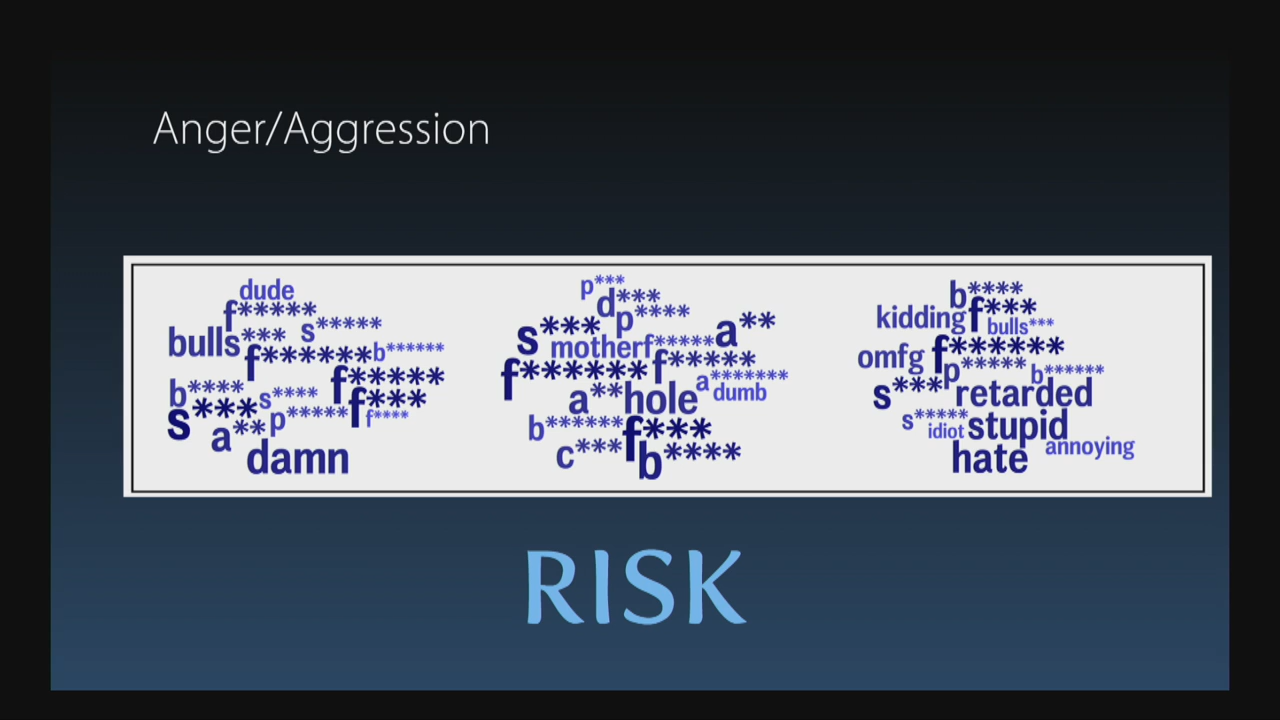 Anger/Aggression
dude
f*****
s*****
bulls***
f******
b******
f*****
b****
s****
f***
s***
p*****
f****
a**
damn
p***
d***
p****
s***
a**
motherf*****
f*****
f******
a*******
dumb
a**hole
b******
f***
c***
b****
b****
kidding
f***
bulls***
f******
omfg
p*****
b******
s***
retarded
s*****
stupid
idiot
annoying
hate
RISK